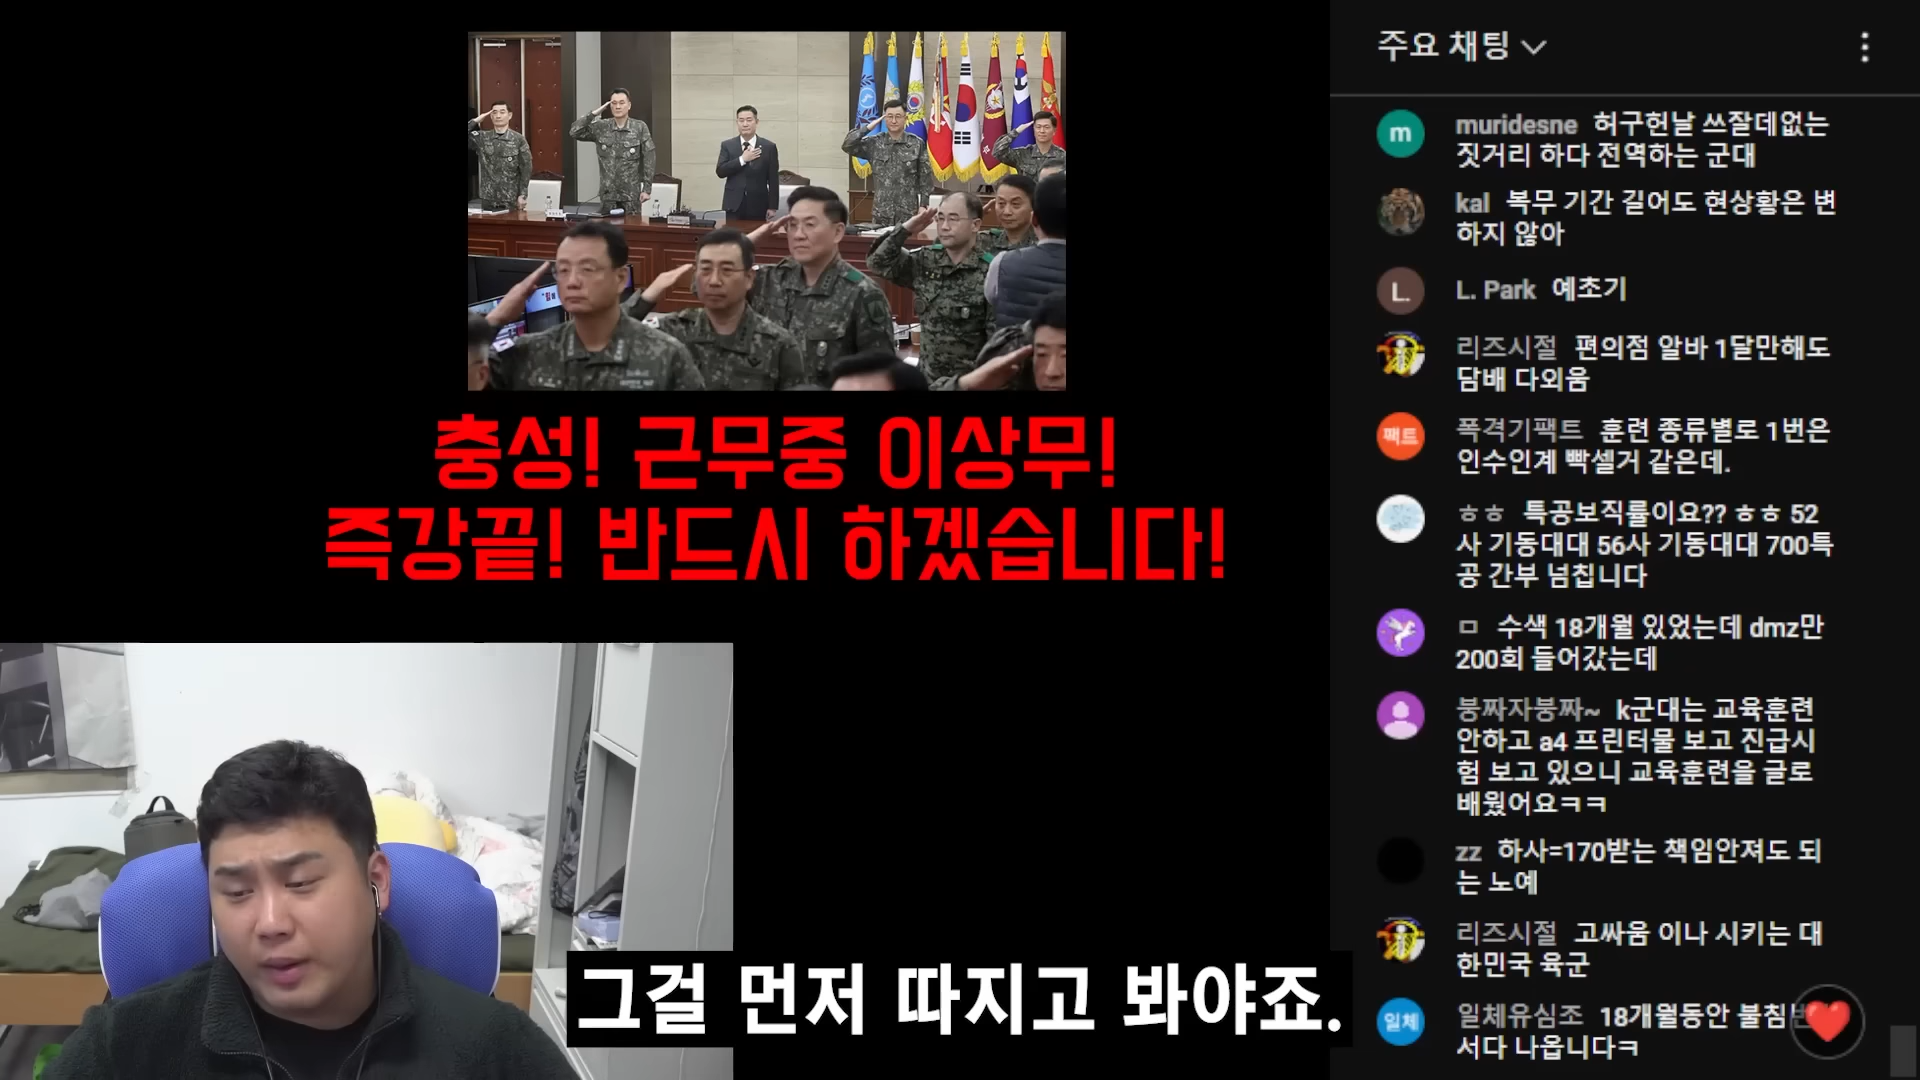 충성! 근무중 이상무!
즉강끝! 반드시 하겠습니다!
그걸 먼저 따지고 봐야죠.
주요 채팅
m
muridesne 허구헌날 쓰잘데없는
짓거리 하다 전역하는 군대
kal 복무 기간 길어도 현상황은 변
하지 않아
L.
L. Park 예초기
리즈시절 편의점 알바 1달만해도
담배 다외움
팩트
폭격기팩트 훈련 종류별로 1번은
인수인계 빡셀거 같은데.
ㅎㅎ 특공보직률이요?? ㅎㅎ 52
사 기동대대 56사 기동대대 700특
공 간부 넘칩니다
ㅁ 수색 18개월 있었는데 dmz만
200회 들어갔는데
붕짜자붕짜~ k군대는 교육훈련
안하고 a4 프린터물 보고 진급시
험 보고 있으니 교육훈련을 글로
배웠어요ㅋㅋ
zz 하사=170받는 책임안져도 되
는 노예
리즈시절 고싸움 이나 시키는 대
한민국 육군
일체
일체유심조 18개월동안 불침번
서다 나옵니다ㅋ